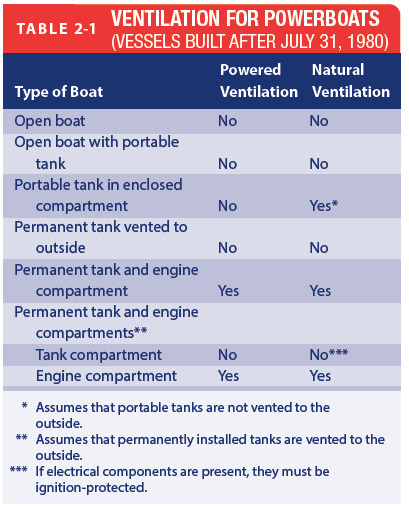 TABLE 2-1 VENTILATION FOR POWERBOATS
(VESSELS BUILT AFTER JULY 31, 1980)
Powered Natural
Type of Boat Ventilation Ventilation
Open boat No No
Open boat with portable
tank No No
Portable tank in enclosed
compartment No Yes*
Permanent tank vented to
outside No No
Permanent tank and engine
compartment Yes Yes
Permanent tank and engine
compartments**
Tank compartment No No***
Engine compartment Yes Yes
* Assumes that portable tanks are not vented to the
outside.
** Assumes that permanently installed tanks are vented to the
outside.
*** If electrical components are present, they must be
ignition-protected.